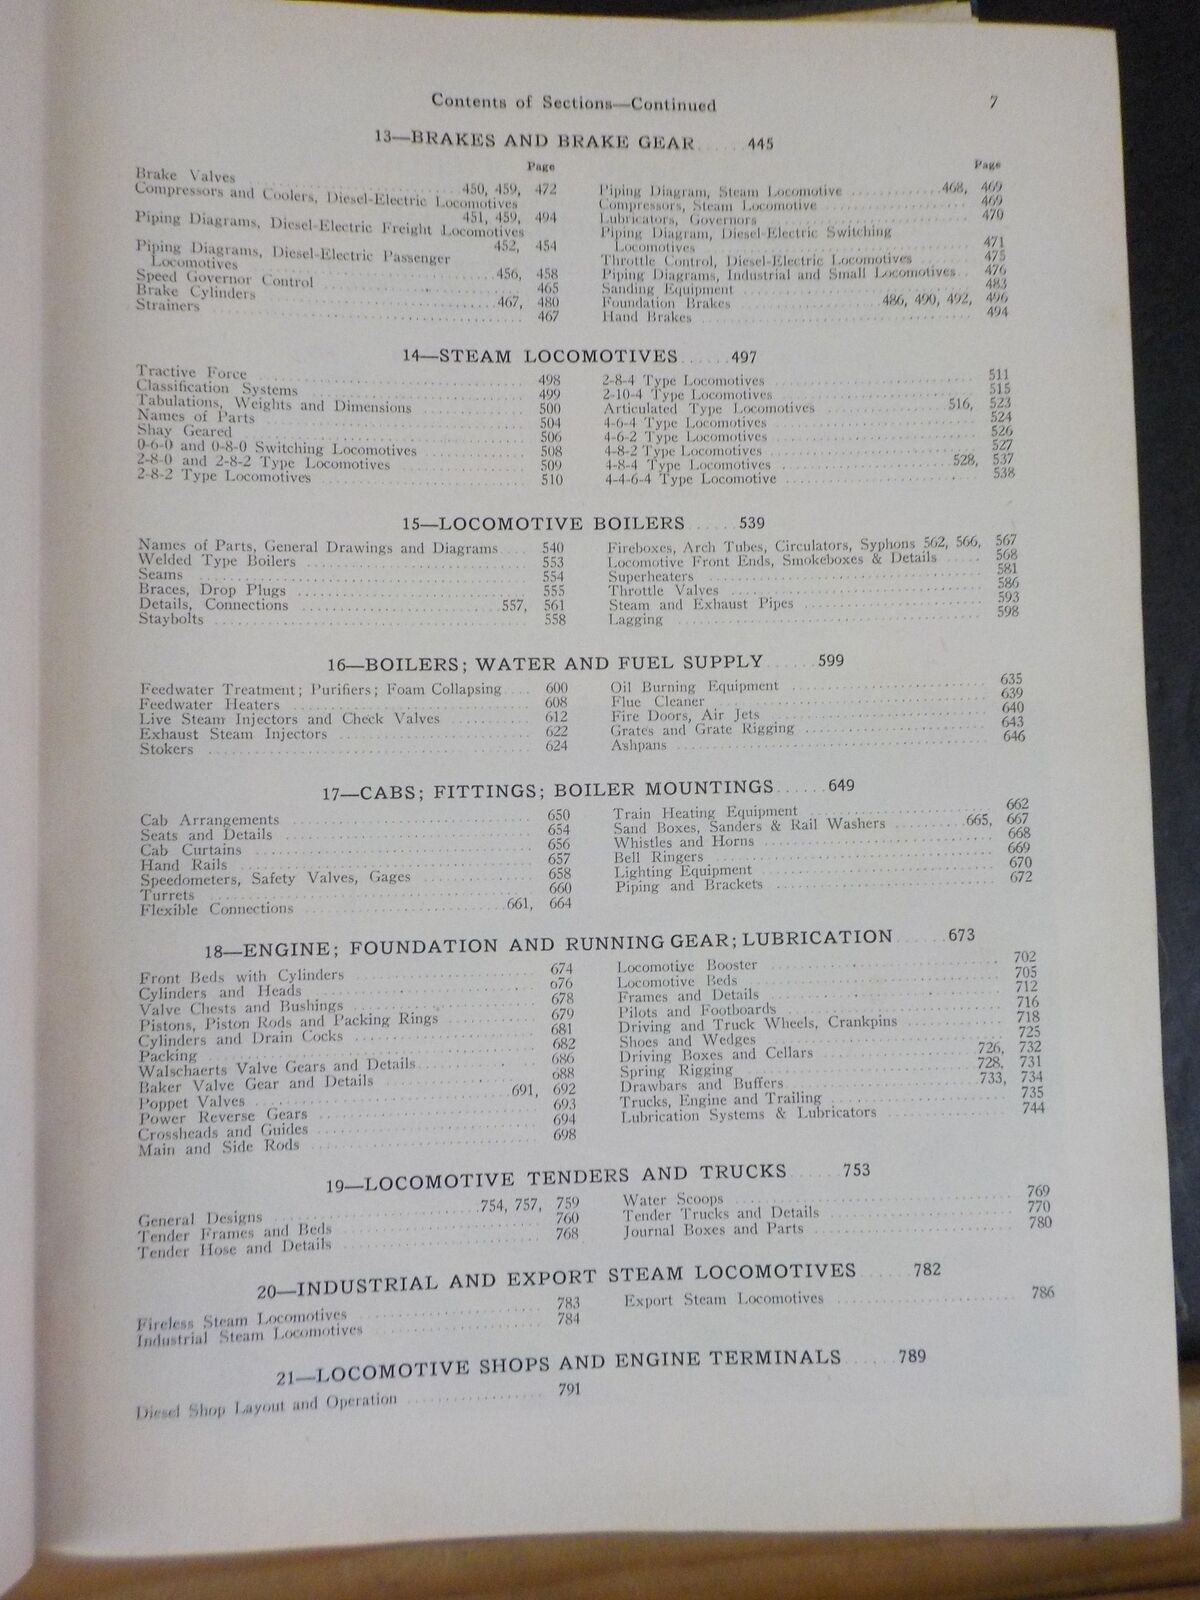 Contents of Sections—Continued 7
13—BRAKES AND BRAKE GEAR ...... 445
Page
Brake Valves ........ 450, 459, 472
Compressors and Coolers, Diesel-Electric Locomotives
451, 459, 494
Piping Diagrams, Diesel-Electric Freight Locomotives
452, 454
Piping Diagrams, Diesel-Electric Passenger
Locomotives ........ 456, 458
Speed Governor Control ........ 465
Brake Cylinders ........ 467, 480
Strainers ........ 467
Page
Piping Diagram, Steam Locomotive ........ 468, 469
Compressors, Steam Locomotive ........ 469
Lubricators, Governors ........ 470
Piping Diagram, Diesel-Electric Switching
Locomotives ........ 471
Throttle Control, Diesel-Electric Locomotives ........ 475
Piping Diagrams, Industrial and Small Locomotives .. 476
Sanding Equipment ........ 483
Foundation Brakes ........ 486, 490, 492, 496
Hand Brakes ........ 494
14—STEAM LOCOMOTIVES ...... 497
Tractive Force ........ 498
Classification Systems ........ 499
Tabulations, Weights and Dimensions ........ 500
Names of Parts ........ 504
Shay Geared ........ 506
0-6-0 and 0-8-0 Switching Locomotives ........ 508
2-8-0 and 2-8-2 Type Locomotives ........ 509
2-8-2 Type Locomotives ........ 510
2-8-4 Type Locomotives ........ 511
2-10-4 Type Locomotives ........ 515
Articulated Type Locomotives ........ 516, 523
4-6-4 Type Locomotives ........ 524
4-6-2 Type Locomotives ........ 526
4-8-2 Type Locomotives ........ 527
4-8-4 Type Locomotives ........ 528, 537
4-4-6-4 Type Locomotive ........ 538
15—LOCOMOTIVE BOILERS ..... 539
Names of Parts, General Drawings and Diagrams .... 540
Welded Type Boilers ........ 553
Seams ........ 554
Braces, Drop Plugs ........ 555
Details, Connections ........ 557, 561
Staybolts ........ 558
Fireboxes, Arch Tubes, Circulators, Syphons 562, 566, 567
Locomotive Front Ends, Smokeboxes & Details ..... 568
Superheaters ........ 581
Throttle Valves ........ 586
Steam and Exhaust Pipes ........ 593
Lagging ........ 598
16—BOILERS; WATER AND FUEL SUPPLY ...... 599
Feedwater Treatment; Purifiers; Foam Collapsing .... 600
Feedwater Heaters ........ 608
Live Steam Injectors and Check Valves ........ 612
Exhaust Steam Injectors ........ 622
Stokers ........ 624
Oil Burning Equipment ........ 635
Flue Cleaner ........ 639
Fire Doors, Air Jets ........ 640
Grates and Grate Rigging ........ 643
Ashpans ........ 646
17—CABS; FITTINGS; BOILER MOUNTINGS ...... 649
Cab Arrangements ........ 650
Seats and Details ........ 654
Cab Curtains ........ 656
Hand Rails ........ 657
Speedometers, Safety Valves, Gages ........ 658
Turrets ........ 660
Flexible Connections ........ 661, 664
Train Heating Equipment ........ 662
Sand Boxes, Sanders & Rail Washers ........ 665, 667
Whistles and Horns ........ 668
Bell Ringers ........ 669
Lighting Equipment ........ 670
Piping and Brackets ........ 672
18—ENGINE; FOUNDATION AND RUNNING GEAR; LUBRICATION ...... 673
Front Beds with Cylinders ........ 674
Cylinders and Heads ........ 676
Valve Chests and Bushings ........ 678
Pistons, Piston Rods and Packing Rings ........ 679
Cylinders and Drain Cocks ........ 681
Packing ........ 682
Walschaerts Valve Gears and Details ........ 686
Baker Valve Gear and Details ........ 688
Poppet Valves ........ 691, 692
Power Reverse Gears ........ 693
Crossheads and Guides ........ 694
Main and Side Rods ........ 698
Locomotive Booster ........ 702
Locomotive Beds ........ 705
Frames and Details ........ 712
Pilots and Footboards ........ 716
Driving and Truck Wheels, Crankpins ........ 718
Shoes and Wedges ........ 725
Driving Boxes and Cellars ........ 726, 732
Spring Rigging ........ 728, 731
Drawbars and Buffers ........ 733, 734
Trucks, Engine and Trailing ........ 735
Lubrication Systems & Lubricators ........ 744
19—LOCOMOTIVE TENDERS AND TRUCKS ...... 753
General Designs ........ 754, 757, 759
Tender Frames and Beds ........ 760
Tender Hose and Details ........ 768
Water Scoops ........ 769
Tender Trucks and Details ........ 770
Journal Boxes and Parts ........ 780
20—INDUSTRIAL AND EXPORT STEAM LOCOMOTIVES ...... 782
Fireless Steam Locomotives ........ 783
Industrial Steam Locomotives ........ 784
Export Steam Locomotives ........ 786
21—LOCOMOTIVE SHOPS AND ENGINE TERMINALS ...... 789
Diesel Shop Layout and Operation ........ 791